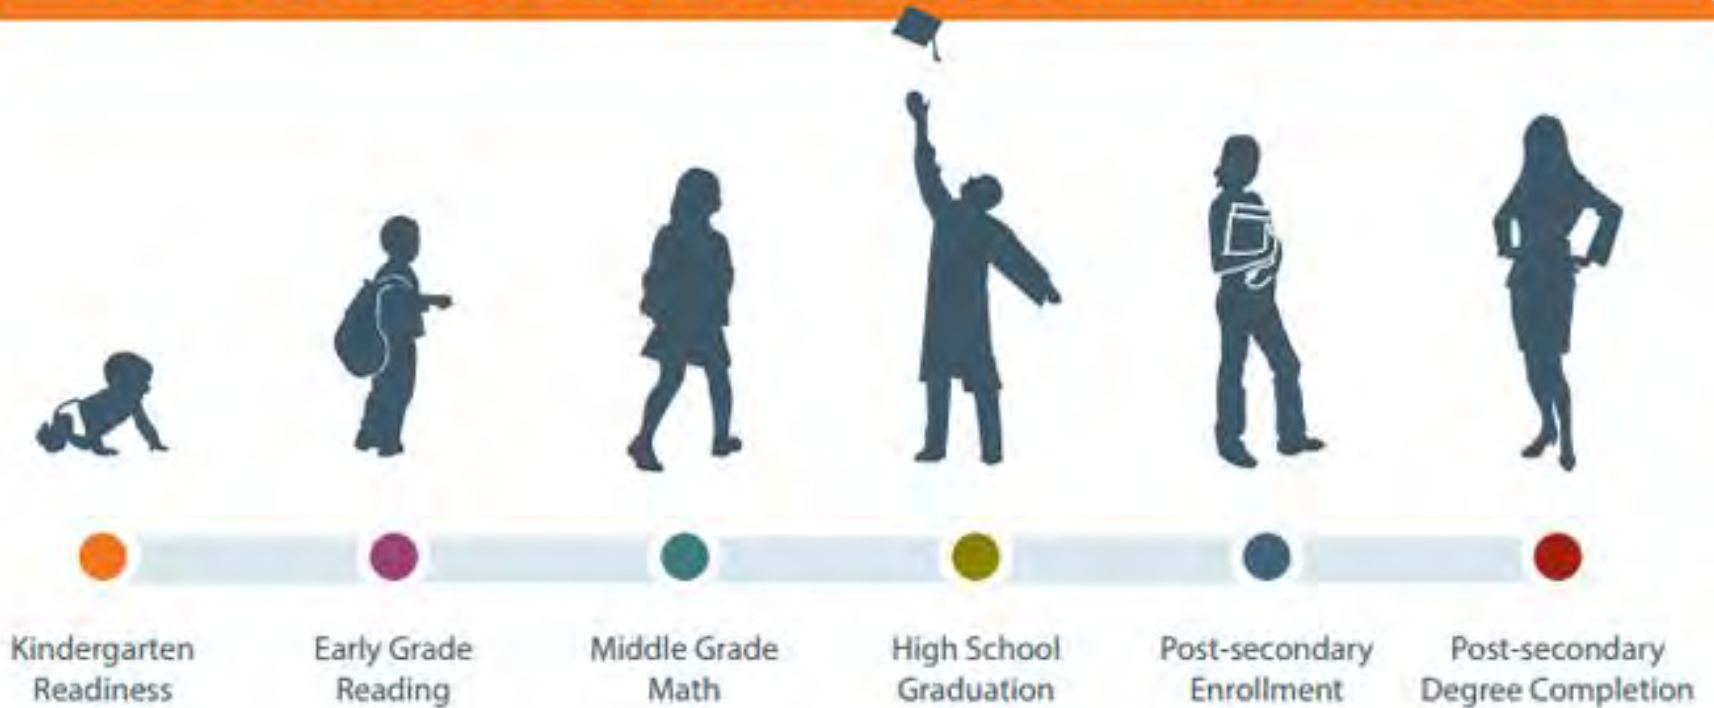 Kindergarten
Readiness
Early Grade
Reading
Middle Grade
Math
High School
Graduation
Post-secondary
Enrollment
Post-secondary
Degree Completion